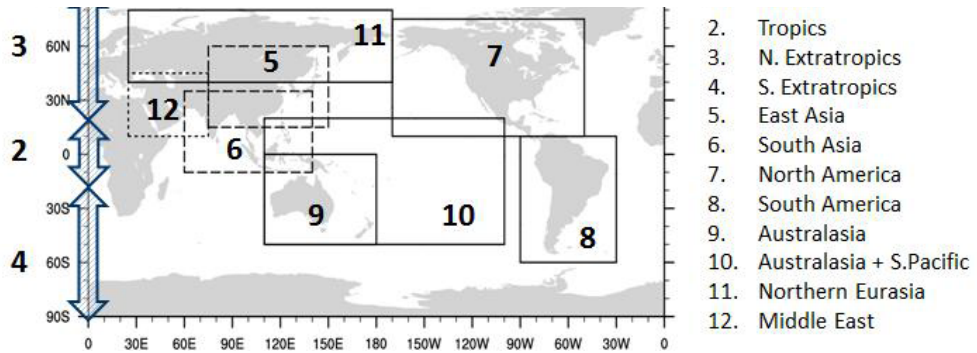 3
2
4
60N
30N
0
30S
60S
90S
11
5
7
12
6
9
10
8
0 30E 60E 90E 120E 150E 180 150W 120W 90W 60W 30W 0
2. Tropics
3. N. Extratropics
4. S. Extratropics
5. East Asia
6. South Asia
7. North America
8. South America
9. Australasia
10. Australasia + S.Pacific
11. Northern Eurasia
12. Middle East